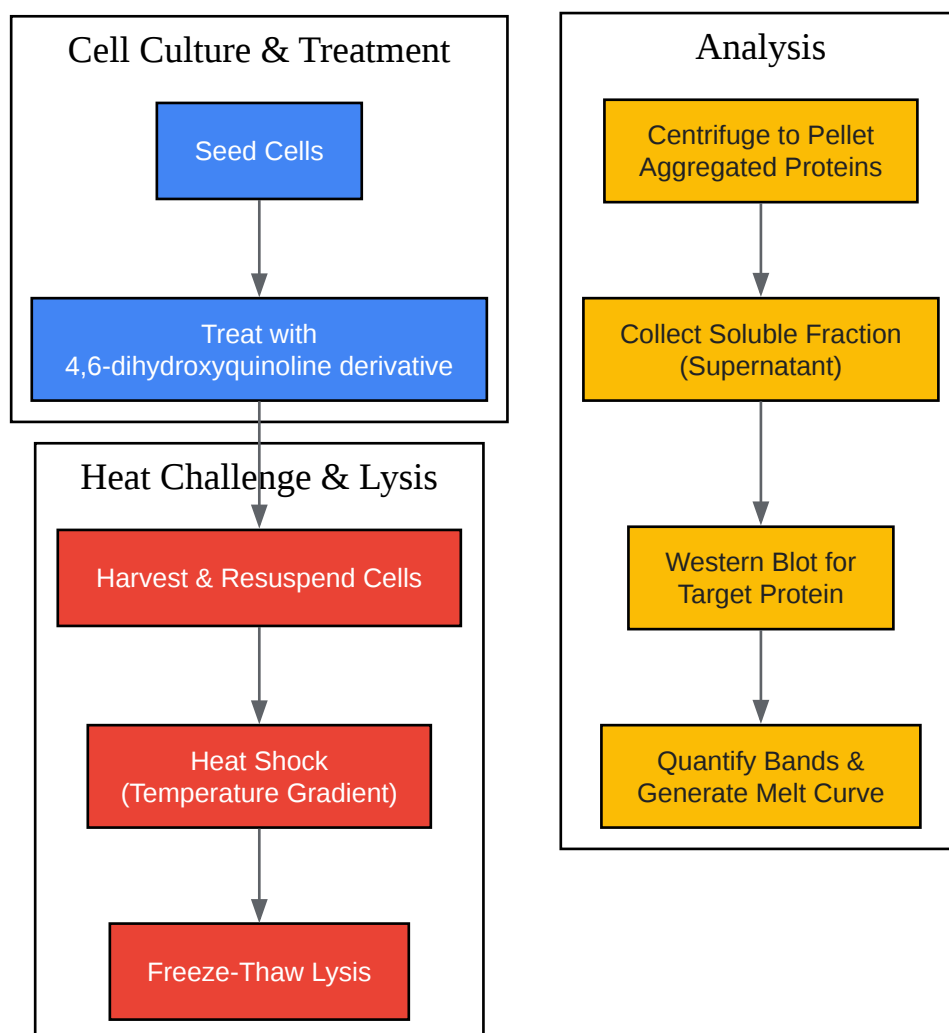 Cell Culture & Treatment
Seed Cells
Treat with
4,6-dihydroxyquinoline derivative
Heat Challenge & Lysis
Harvest & Resuspend Cells
Heat Shock
(Temperature Gradient)
Freeze-Thaw Lysis
Analysis
Centrifuge to Pellet
Aggregated Proteins
Collect Soluble Fraction
(Supernatant)
Western Blot for
Target Protein
Quantify Bands &
Generate Melt Curve